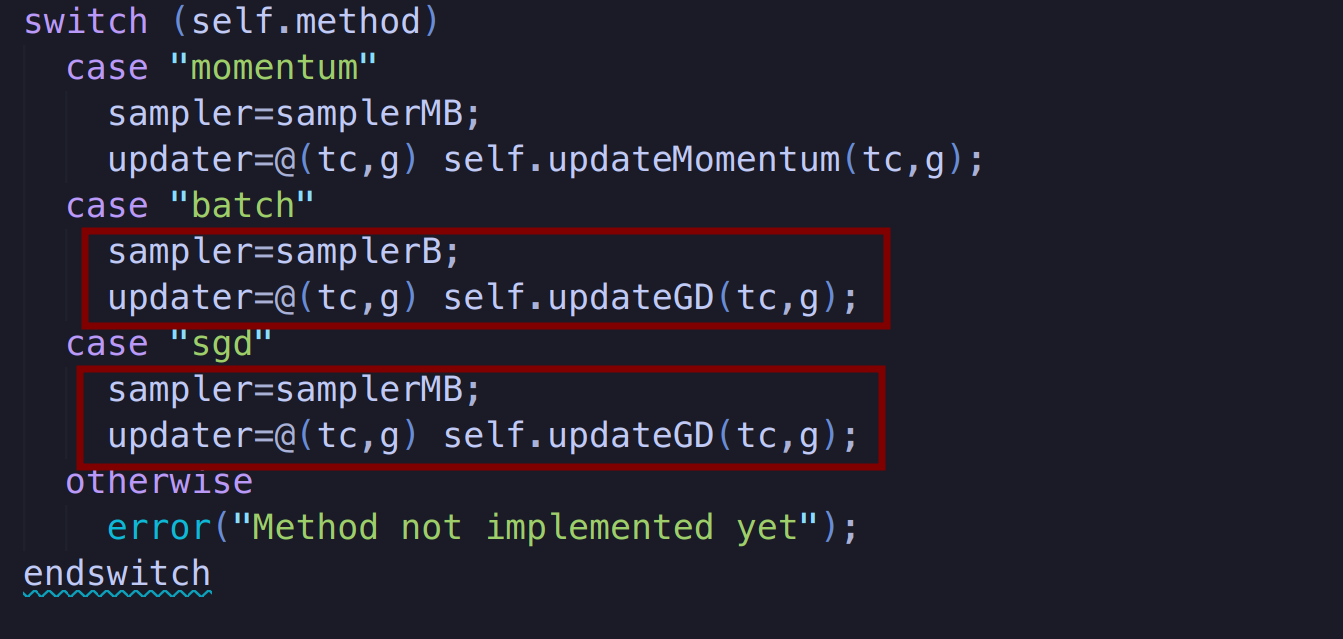 switch (self.method)
case "momentum"
sampler=samplerMB;
updater=@(tc,g) self.updateMomentum(tc,g);
case "batch"
sampler=samplerB;
updater=@(tc,g) self.updateGD(tc,g);
case "sgd"
sampler=samplerMB;
updater=@(tc,g) self.updateGD(tc,g);
otherwise
error("Method not implemented yet");
endswitch